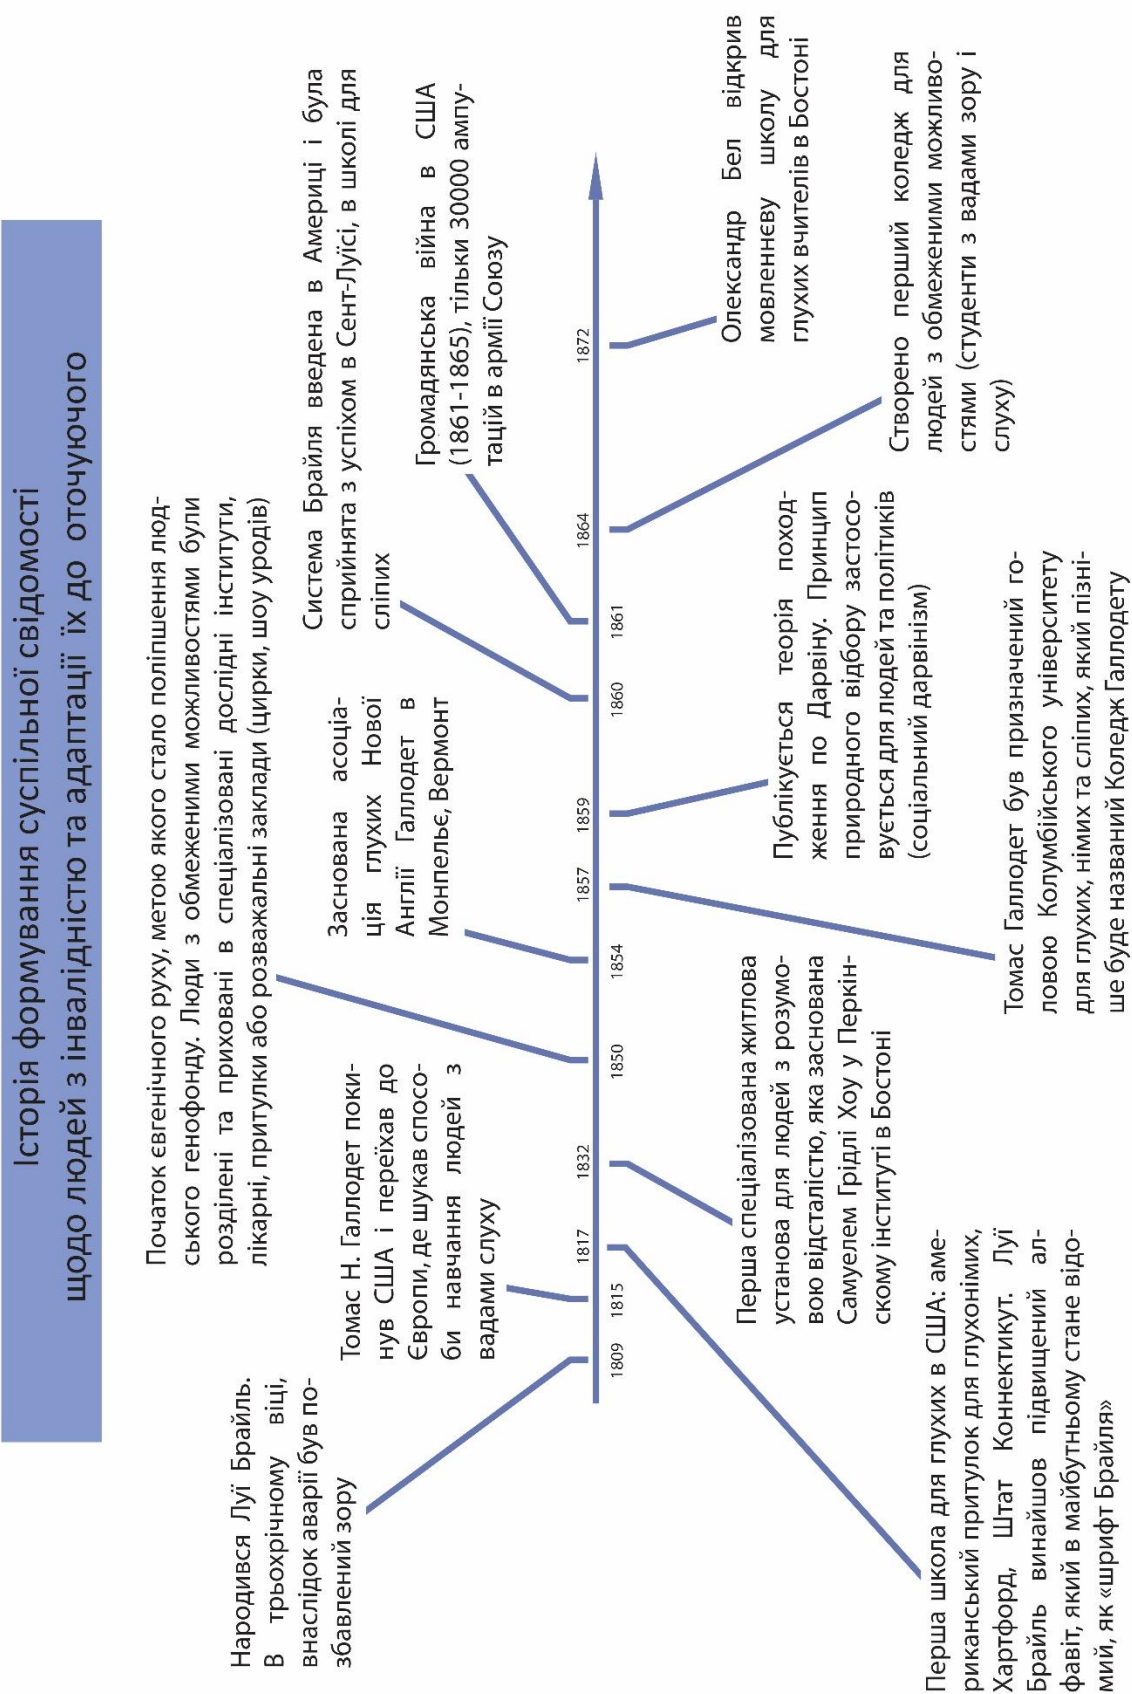 Історія формування суспільної свідомості
щодо людей з інвалідністю та адаптації їх до оточуючого
Народився Луї Брайль.
В трьохрічному віці,
внаслідок аварії був по-
збавлений зору
Томас Н. Галлодет поки-
нув США і переїхав до
Європи, де шукав спосо-
би навчання людей з
вадами слуху
Початок євгенічного руху, метою якого стало поліпшення люд-
ського генофонду. Люди з обмеженими можливостями були
розділені та приховані в спеціалізовані дослідні інститути,
лікарні, притулки або розважальні заклади (цирки, шоу уродів)
Заснована асоціа-
ція глухих Нової
Англії Галлодет в
Монпельє, Вермонт
Система Брайля введена в Америці і була
сприйнята з успіхом в Сент-Луїсі, в школі для
сліпих
Громадянська війна в США
(1861-1865), тільки 30000 ампу-
тацій в армії Союзу
1809
1815
1817
1832
1850
1854
1857
1859
1860
1861
1864
1872
Перша школа для глухих в США: аме-
риканський притулок для глухонімих,
Хартфорд, Штат Коннектикут. Луї
Брайль винайшов підвищений ал-
фавіт, який в майбутньому стане відо-
мий, як «шрифт Брайля»
Перша спеціалізована житлова
установа для людей з розумо-
вою відсталістю, яка заснована
Самуелем Грідлі Хоу у Перкін-
скому інституті в Бостоні
Томас Галлодет був призначений го-
ловою Колумбійського університету
для глухих, німих та сліпих, який пізні-
ше буде названий Коледж Галлодету
Публікується теорія поход-
ження по Дарвіну. Принцип
природного відбору застосо-
вується для людей та політиків
(соціальний дарвінізм)
Створено перший коледж для
людей з обмеженими можливо-
стями (студенти з вадами зору і
слуху)
Олександр Бел відкрив
мовленнєву школу для
глухих вчителів в Бостоні